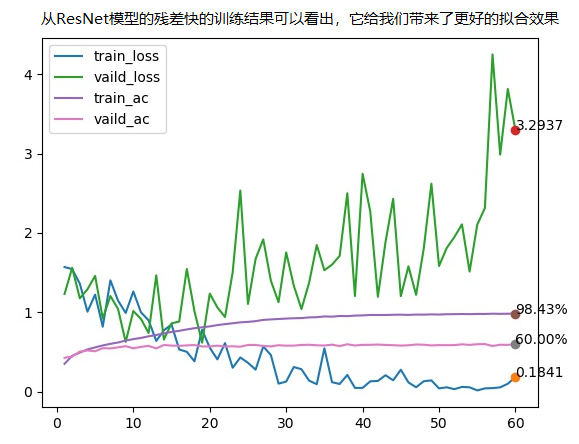 从ResNet模型的残差快的训练结果可以看出，它给我们带来了更好的拟合效果
train_loss
vaild_loss
train_ac
vaild_ac
4
3
2
1
0
3.2937
98.43%
60.00%
0.1841
0 10 20 30 40 50 60